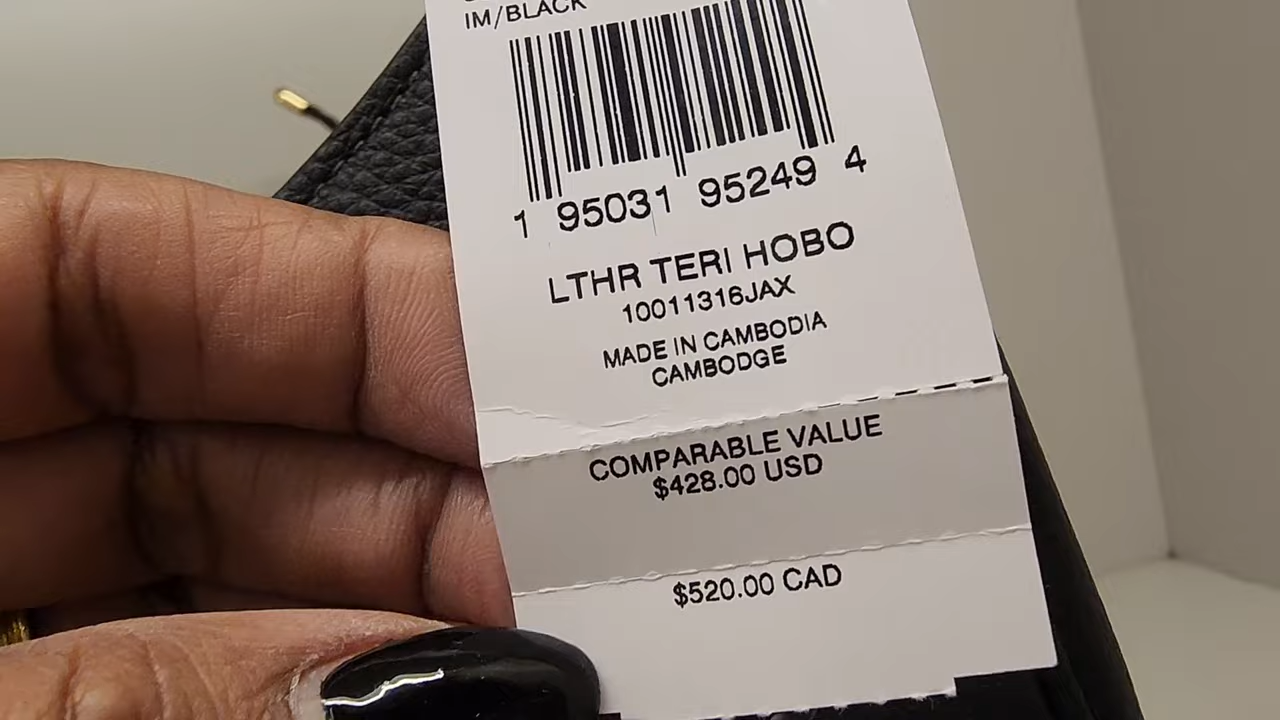 IM/BLACK
1 95031 95249 4
LTHR TERI HOBO
10011316JAX
MADE IN CAMBODIA
CAMBODGE
COMPARABLE VALUE
$428.00 USD
$520.00 CAD